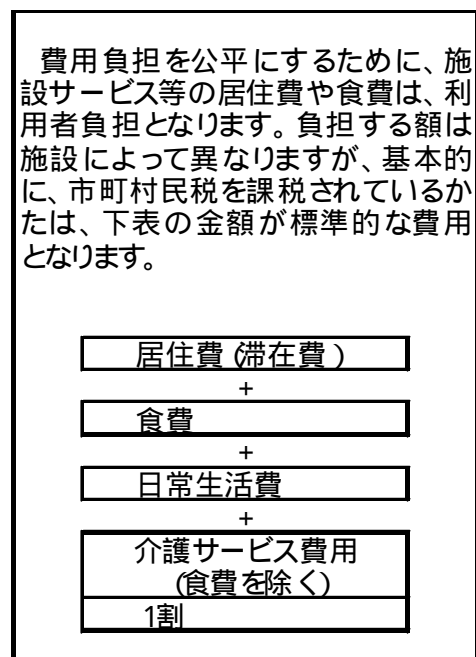 費用負担を公平にするために、施
設サービス等の居住費や食費は、利
用者負担となります。負担する額は
施設によって異なりますが、基本的
に、市町村民税を課税されているか
たは、下表の金額が標準的な費用
となります。
居住費(滞在費)
+
食費
+
日常生活費
+
介護サービス費用
(食費を除く)
1割